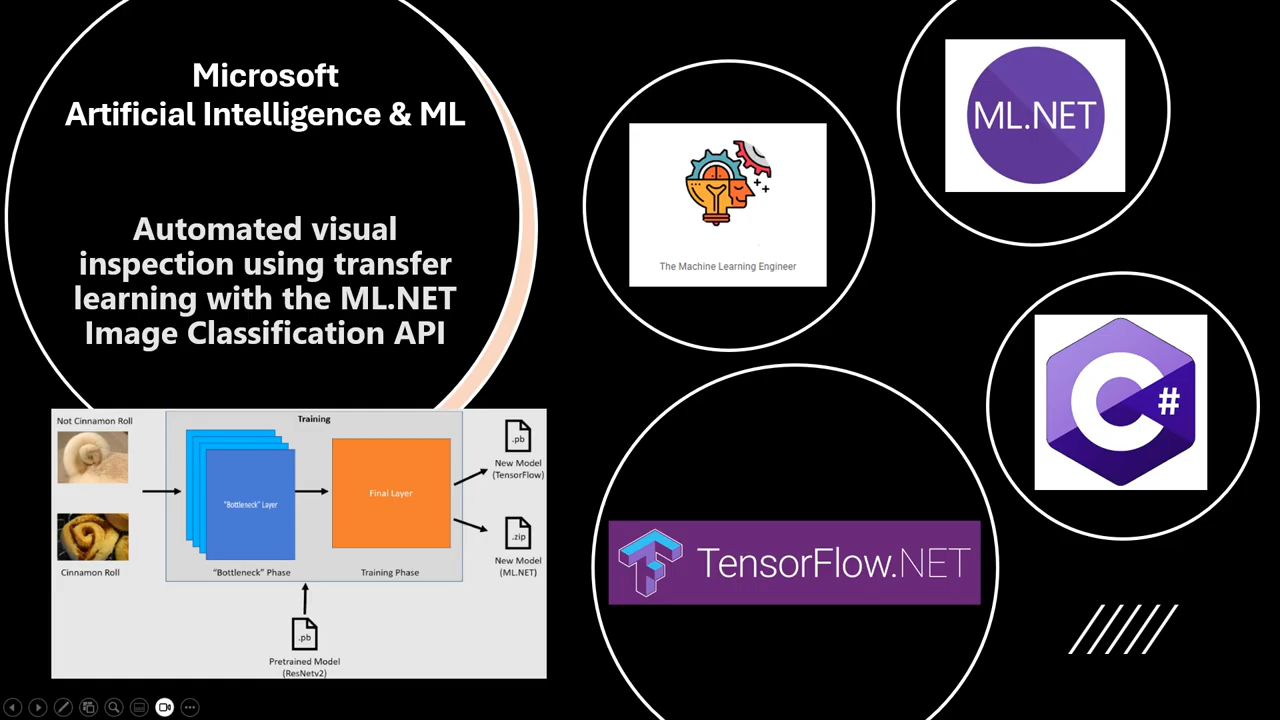 Microsoft
Artificial Intelligence & ML
Automated visual
inspection using transfer
learning with the ML.NET
Image Classification API
Not Cinnamon Roll
Cinnamon Roll
Training
"Bottleneck" Layer
Final Layer
"Bottleneck" Phase
Training Phase
.pb
New Model
(TensorFlow)
.zip
New Model
(ML.NET)
.pb
Pretrained Model
(ResNetv2)
The Machine Learning Engineer
ML.NET
C#
TensorFlow.NET